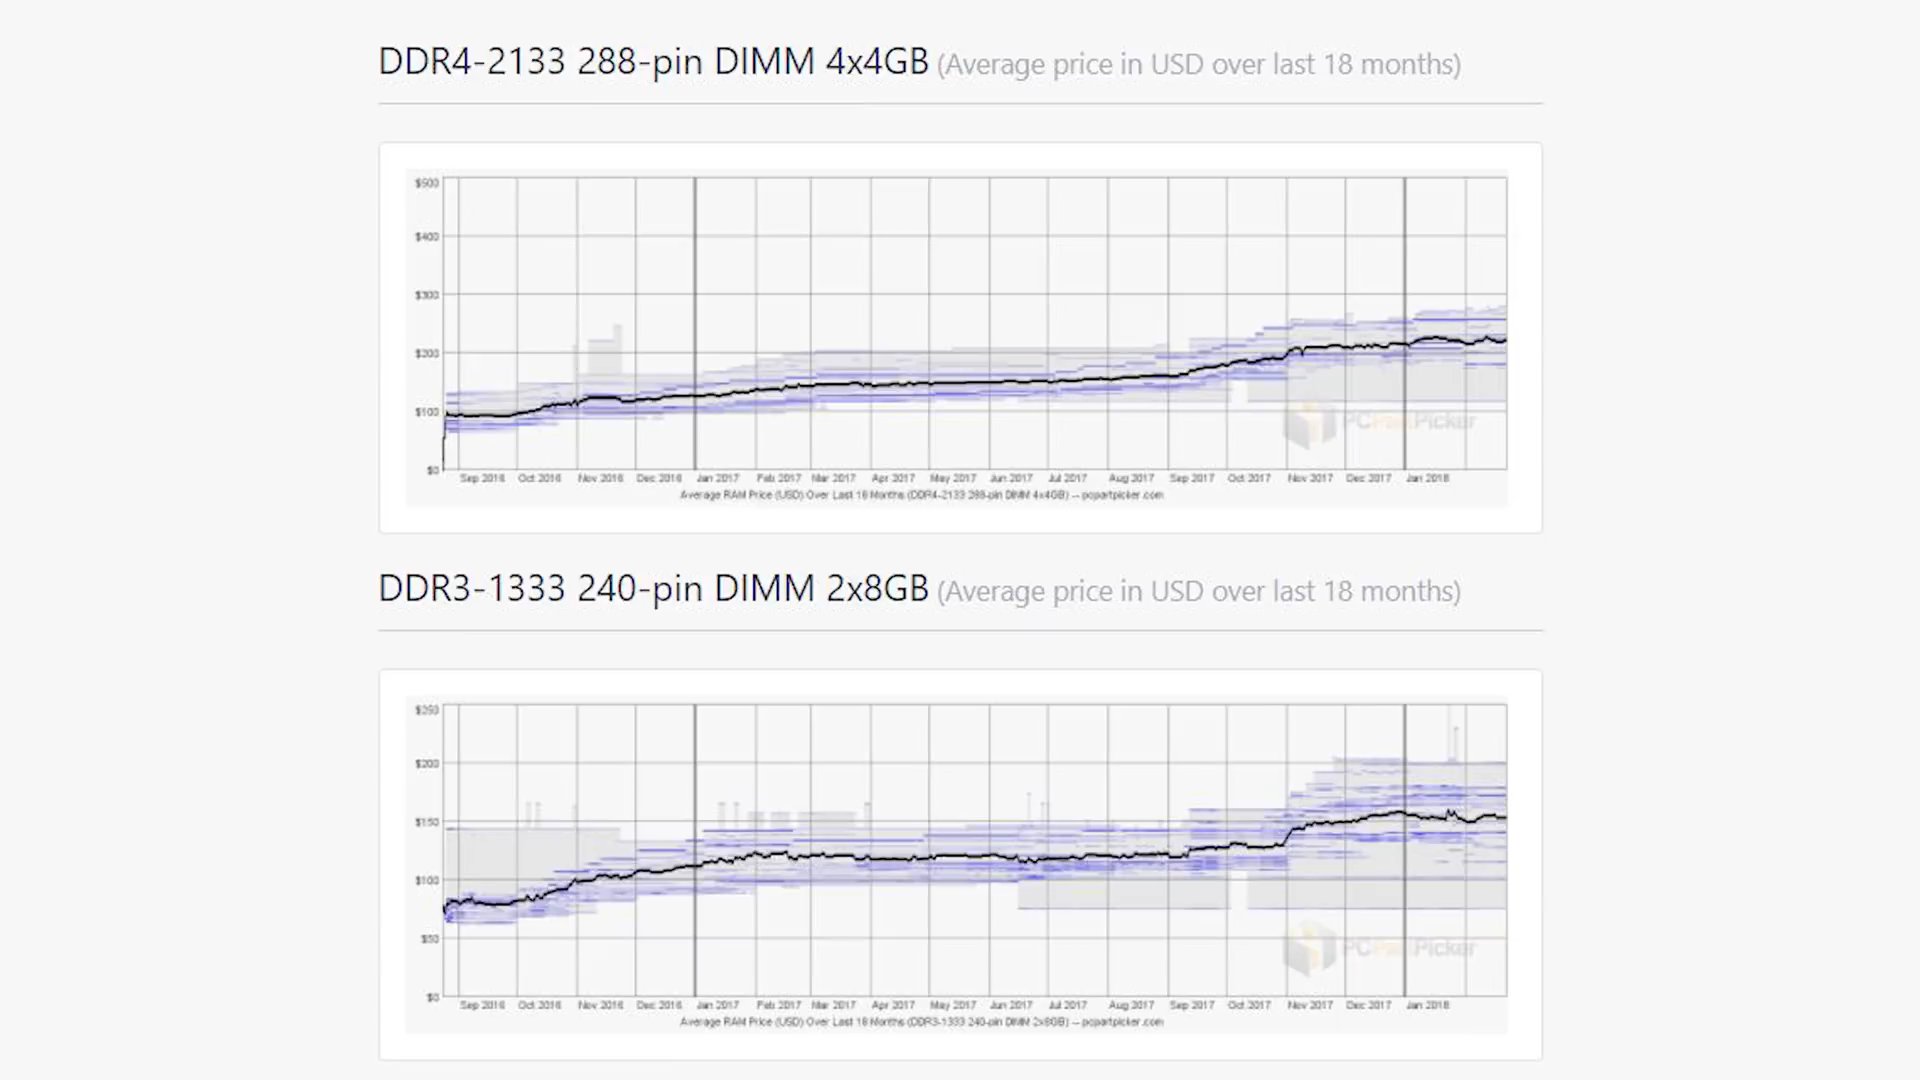 DDR4-2133 288-pin DIMM 4x4GB (Average price in USD over last 18 months)
$500
$400
$300
$200
$100
$0
Sep 2016 Oct 2016 Nov 2016 Dec 2016 Jan 2017 Feb 2017 Mar 2017 Apr 2017 May 2017 Jun 2017 Jul 2017 Aug 2017 Sep 2017 Oct 2017 Nov 2017 Dec 2017 Jan 2018
Average RAM Price (USD) Over Last 18 Months (DDR4-2133 288-pin DIMM 4x4GB) -- pcpartpicker.com
PCPartPicker
DDR3-1333 240-pin DIMM 2x8GB (Average price in USD over last 18 months)
$250
$200
$150
$100
$50
$0
Sep 2016 Oct 2016 Nov 2016 Dec 2016 Jan 2017 Feb 2017 Mar 2017 Apr 2017 May 2017 Jun 2017 Jul 2017 Aug 2017 Sep 2017 Oct 2017 Nov 2017 Dec 2017 Jan 2018
Average RAM Price (USD) Over Last 18 Months (DDR3-1333 240-pin DIMM 2x8GB) -- pcpartpicker.com
PCPartPicker